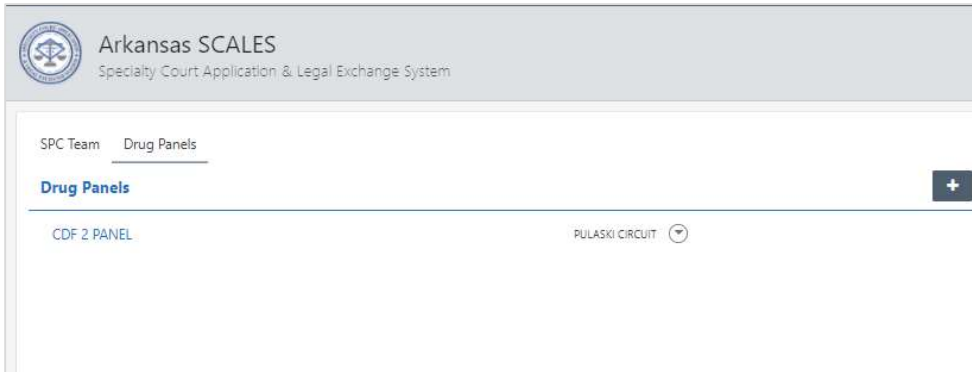 Arkansas SCALES
Specialty Court Application & Legal Exchange System
SPC Team Drug Panels
Drug Panels +
CDF 2 PANEL PULASKI CIRCUIT